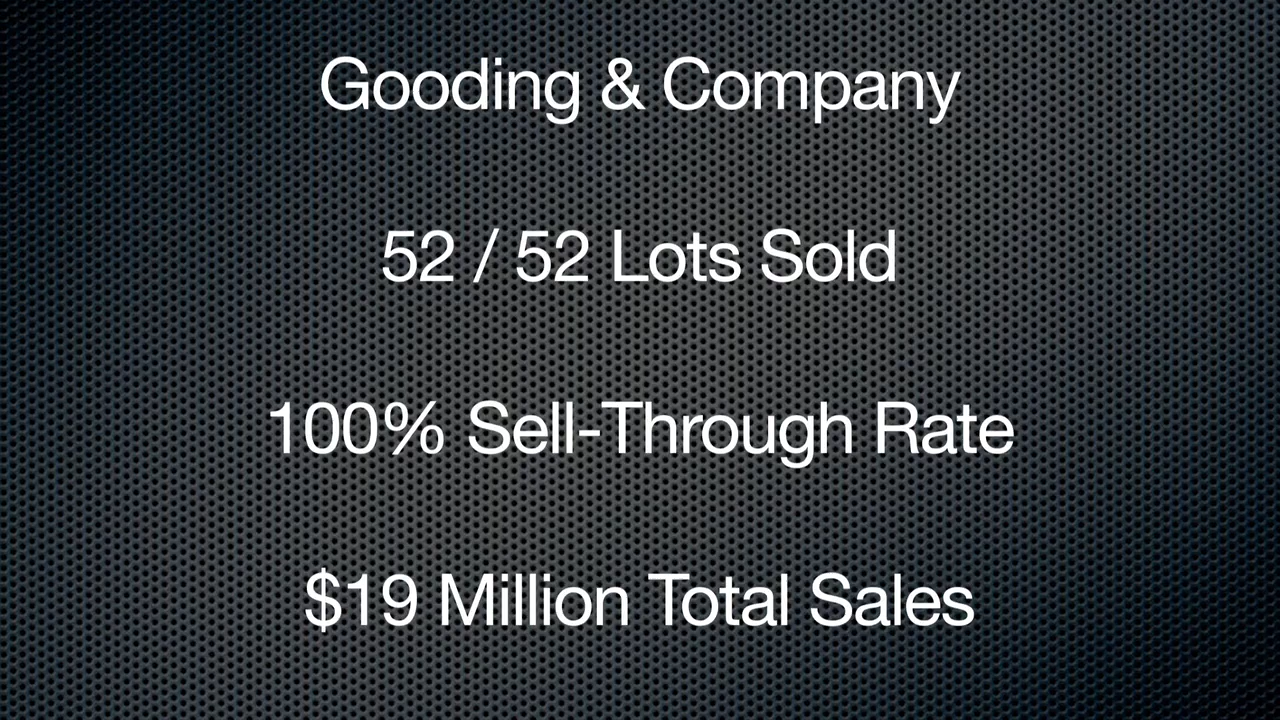 Gooding & Company
52 / 52 Lots Sold
100% Sell-Through Rate
$19 Million Total Sales